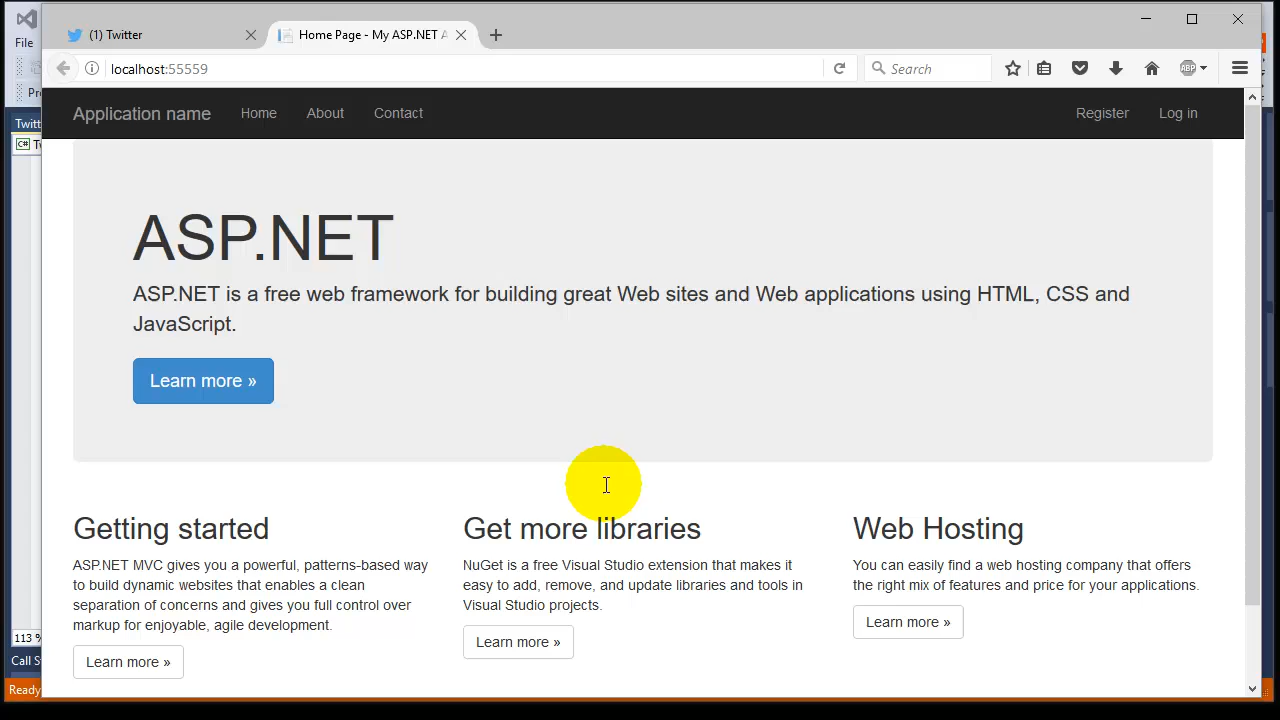 (1) Twitter
Home Page - My ASP.NET A
File
localhost:55559
Search
ABP
Application name
Home
About
Contact
Register
Log in
Twitt
C#
ASP.NET
ASP.NET is a free web framework for building great Web sites and Web applications using HTML, CSS and
JavaScript.
Learn more »
Getting started
ASP.NET MVC gives you a powerful, patterns-based way
to build dynamic websites that enables a clean
separation of concerns and gives you full control over
markup for enjoyable, agile development.
Learn more »
Get more libraries
NuGet is a free Visual Studio extension that makes it
easy to add, remove, and update libraries and tools in
Visual Studio projects.
Learn more »
Web Hosting
You can easily find a web hosting company that offers
the right mix of features and price for your applications.
Learn more »
113 %
Call S
Ready